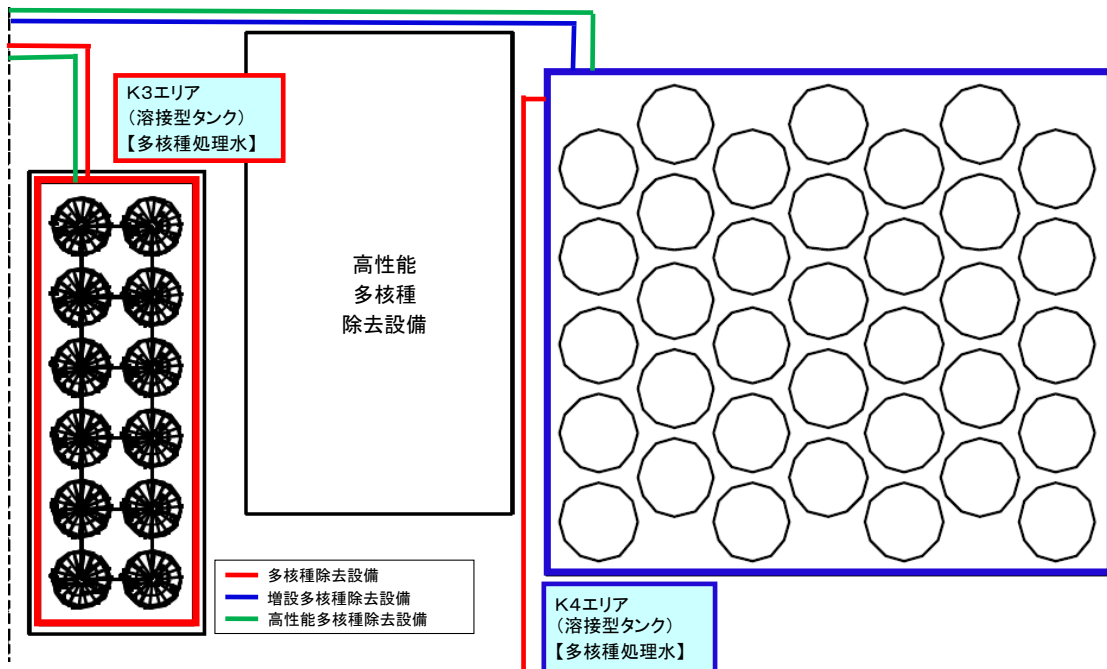 K3エリア
(溶接型タンク)
【多核種処理水】
高性能
多核種
除去設備
多核種除去設備
増設多核種除去設備
高性能多核種除去設備
K4エリア
(溶接型タンク)
【多核種処理水】